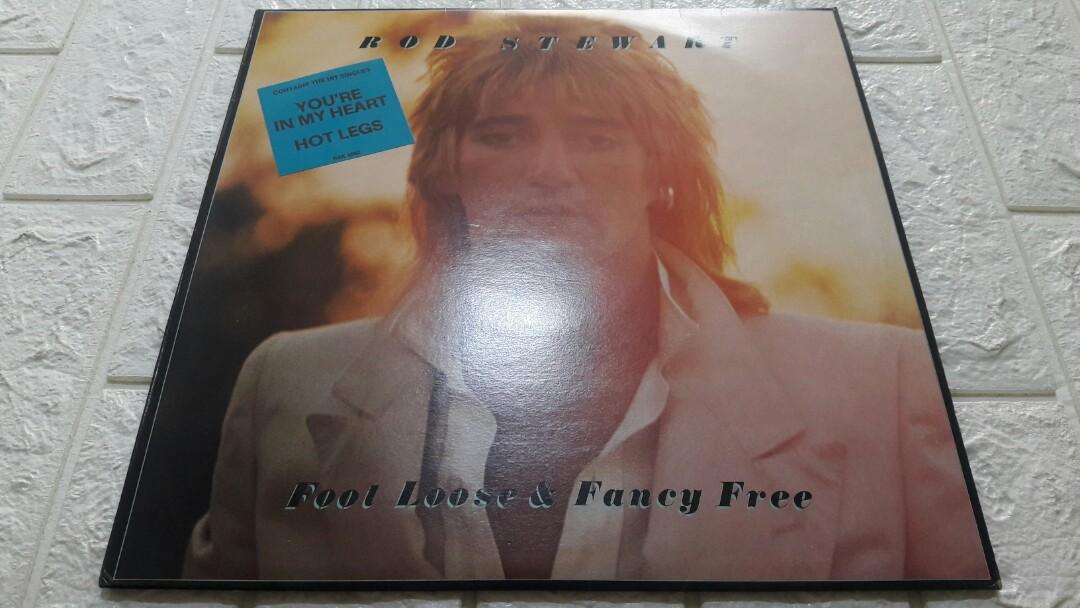 ROD STEWART
CONTAINS THE HIT SINGLES
YOU'RE
IN MY HEART
HOT LEGS
Foot Loose & Fancy Free